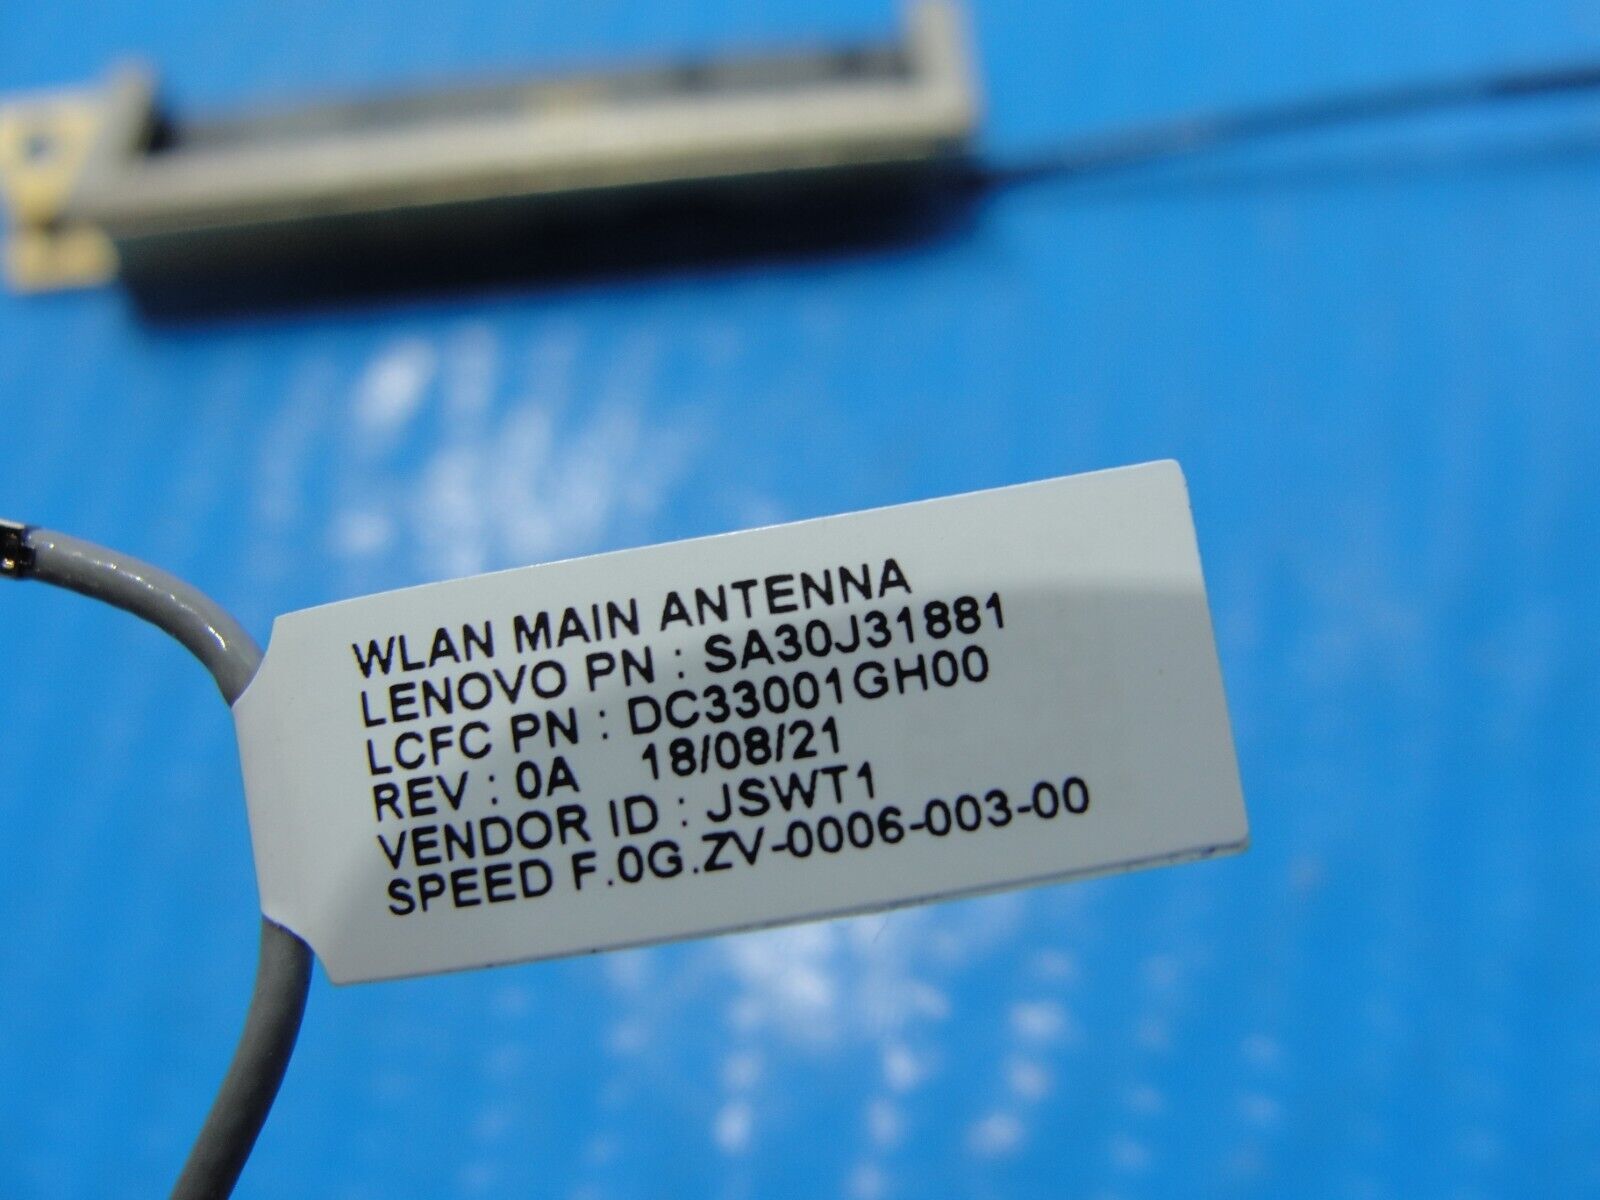 WLAN MAIN ANTENNA
LENOVO PN : SA30J31881
LCFC PN : DC33001GH00
REV : 0A 18/08/21
VENDOR ID : JSWT1
SPEED F.0G.ZV-0006-003-00